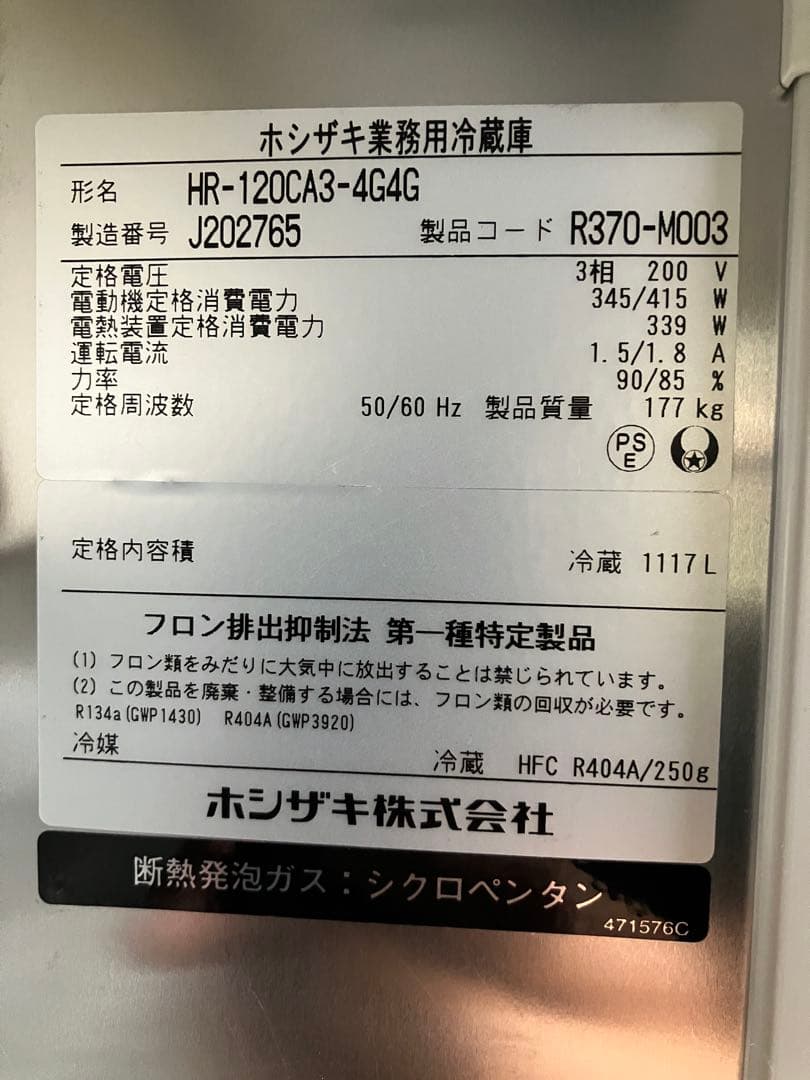 ホシザキ業務用冷蔵庫
形名 HR-120CA3-4G4G
製造番号 J202765 製品コード R370-M003
定格電圧 3相 200 V
電動機定格消費電力 345/415 W
電熱装置定格消費電力 339 W
運転電流 1.5/1.8 A
力率 90/85 %
定格周波数 50/60 Hz 製品質量 177 kg
PS
E
定格内容積 冷蔵 1117L
フロン排出抑制法 第一種特定製品
(1) フロン類をみだりに大気中に放出することは禁じられています。
(2) この製品を廃棄・整備する場合には、フロン類の回収が必要です。
R134a(GWP1430) R404A(GWP3920)
冷媒 冷蔵 HFC R404A/250g
ホシザキ株式会社
断熱発泡ガス：シクロペンタン
471576C